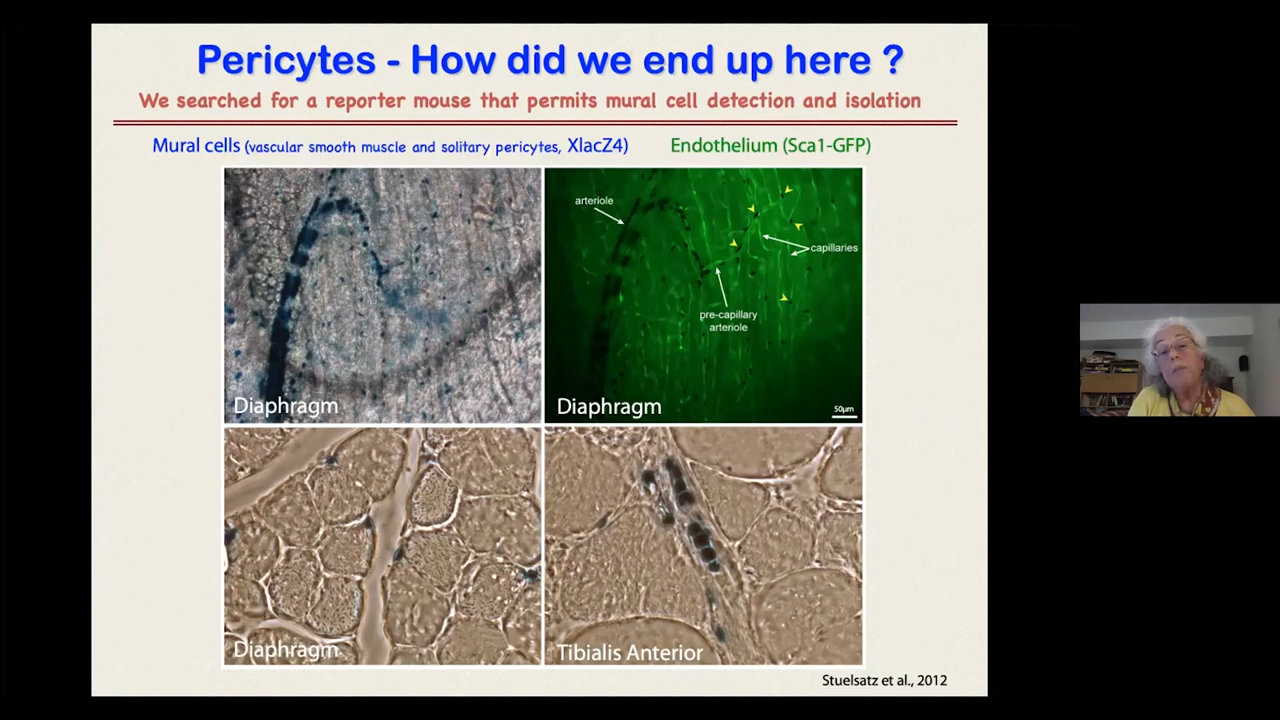 Pericytes - How did we end up here ?
We searched for a reporter mouse that permits mural cell detection and isolation
Mural cells (vascular smooth muscle and solitary pericytes, XlacZ4)
Endothelium (Sca1-GFP)
arteriole
capillaries
pre-capillary
arteriole
Diaphragm
Diaphragm
50µm
Diaphragm
Tibialis Anterior
Stuelsatz et al., 2012